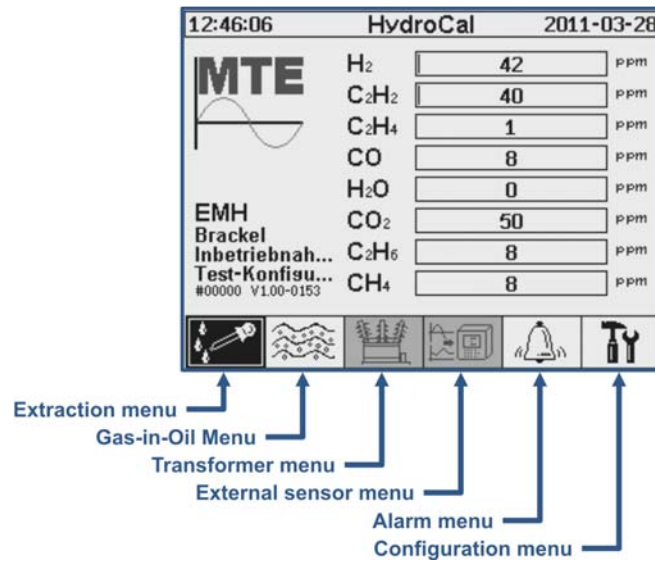 12:46:06 HydroCal 2011-03-28
MTE
H₂ 42 ppm
C₂H₂ 40 ppm
C₂H₄ 1 ppm
CO 8 ppm
H₂O 0 ppm
EMH
CO₂ 50 ppm
Brackel
Inbetriebnah... C₂H₆ 8 ppm
Test-Konfigu... CH₄ 8 ppm
#00000 V1.00-0153
Extraction menu
Gas-in-Oil Menu
Transformer menu
External sensor menu
Alarm menu
Configuration menu